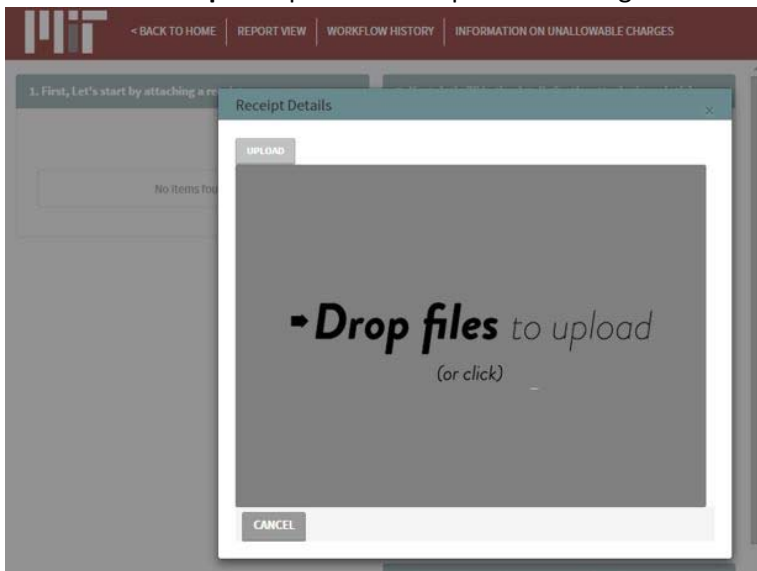 MIT
< BACK TO HOME REPORT VIEW WORKFLOW HISTORY INFORMATION ON UNALLOWABLE CHARGES
1. First, Let's start by attaching a re
Receipt Details
×
UPLOAD
No items fou
Drop files to upload
(or click)
CANCEL